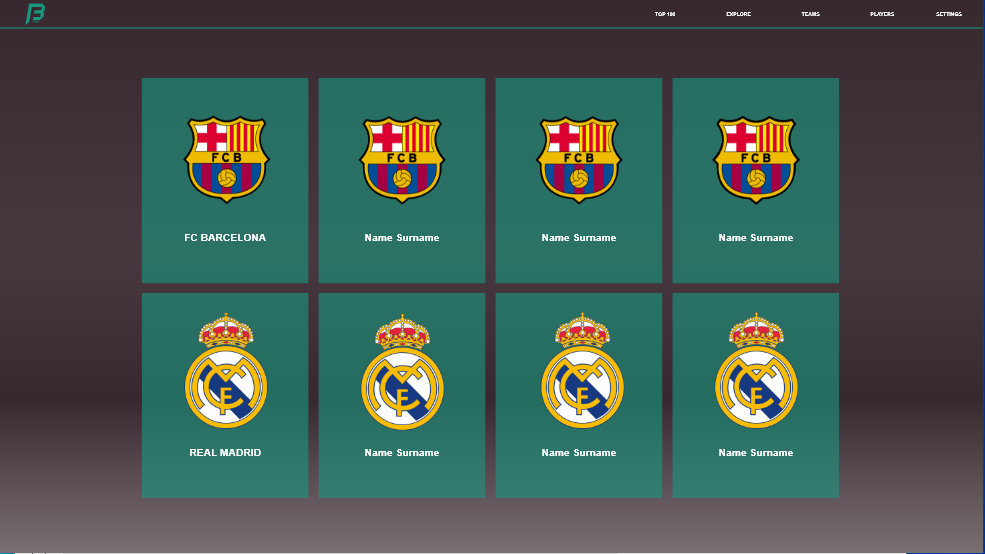 TOP 100 EXPLORE TEAMS PLAYERS SETTINGS
FCB FCB FCB FCB
FC BARCELONA Name Surname Name Surname Name Surname
REAL MADRID Name Surname Name Surname Name Surname